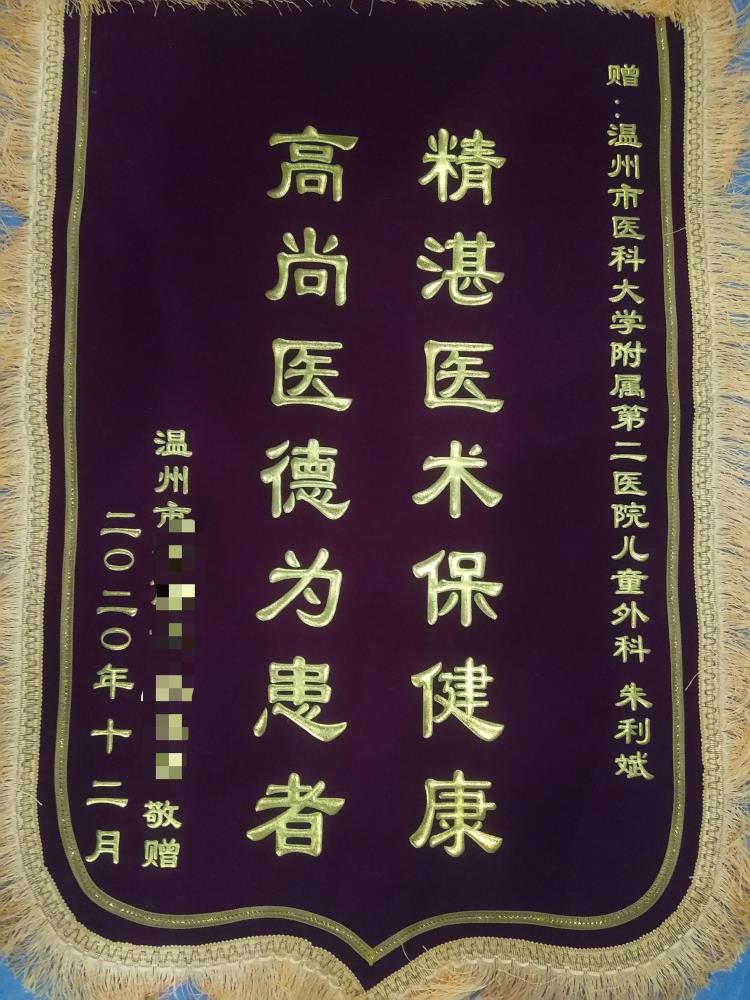 赠：温州市医科大学附属第二医院儿童外科 朱利斌
精湛医术保健康
高尚医德为患者
温州市 敬赠
二〇二〇年十二月